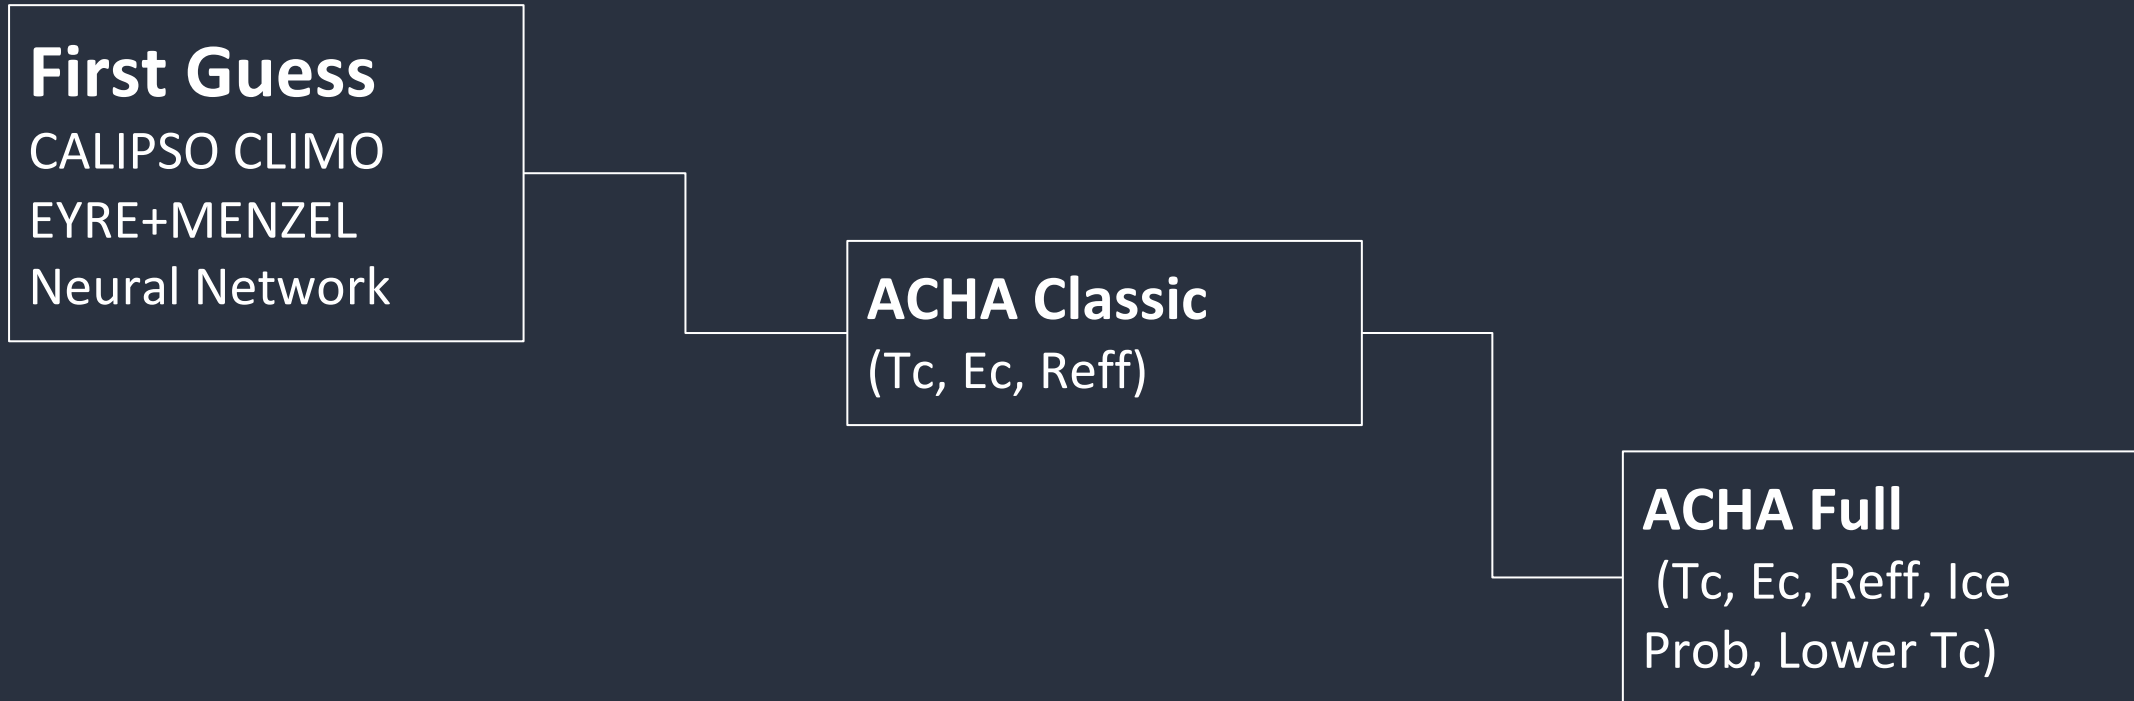 First Guess
CALIPSO CLIMO
EYRE+MENZEL
Neural Network
ACHA Classic
(Tc, Ec, Reff)
ACHA Full
(Tc, Ec, Reff, Ice
Prob, Lower Tc)